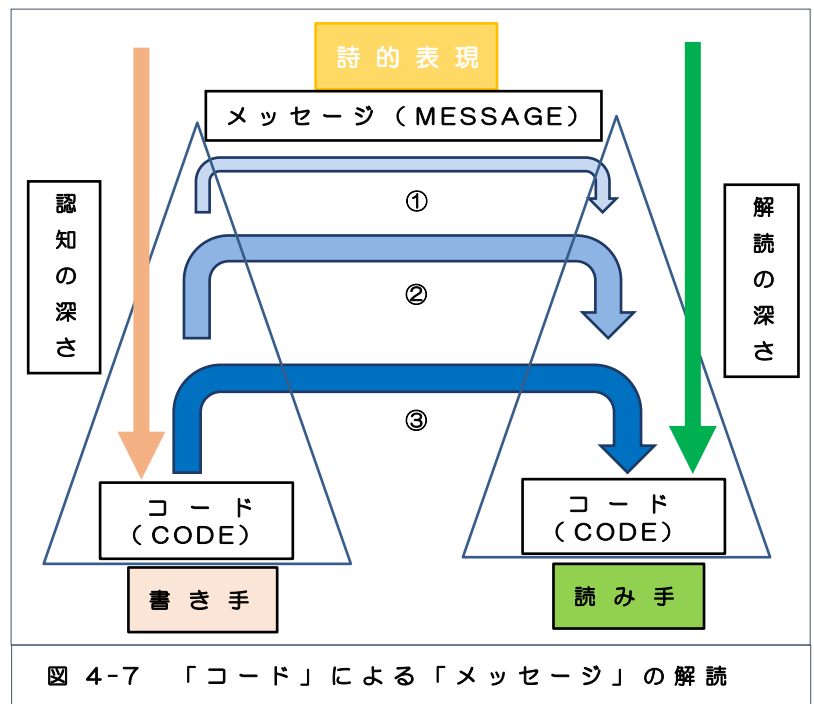 詩的表現
メッセージ(MESSAGE)
認知の深さ
解読の深さ
①
②
③
コード
(CODE)
コード
(CODE)
書き手
読み手
図 4-7 「コード」による「メッセージ」の解読